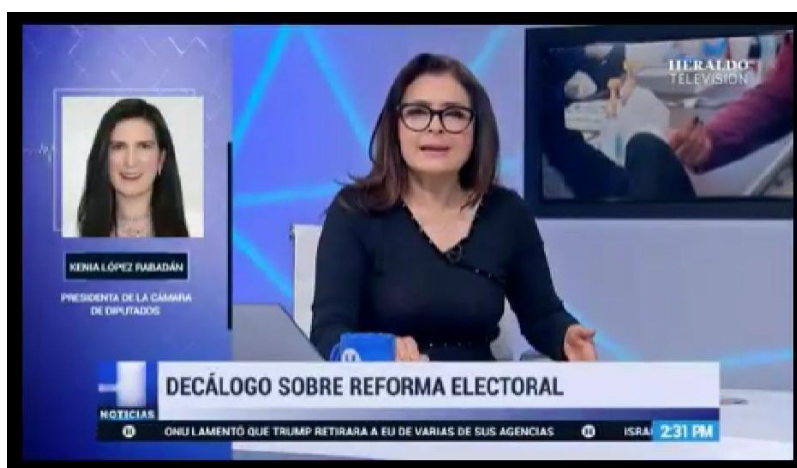 HERALDO
TELEVISIÓN
KENIA LÓPEZ RABADÁN
PRESIDENTA DE LA CÁMARA
DE DIPUTADOS
DECÁLOGO SOBRE REFORMA ELECTORAL
NOTICIAS
ONU LAMENTÓ QUE TRUMP RETIRARA A EU DE VARIAS DE SUS AGENCIAS
ISRA
2:31 PM